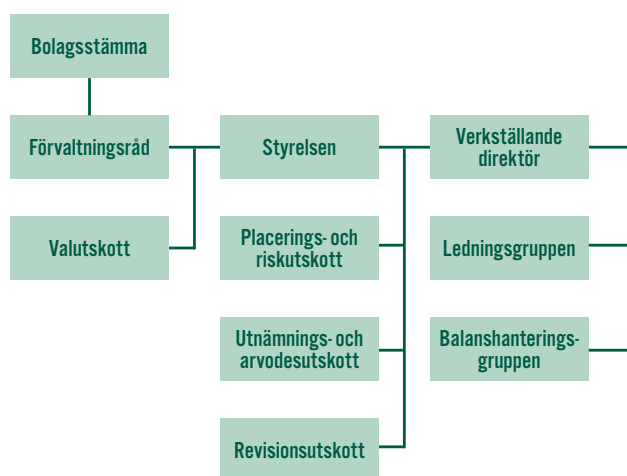 Bolagsstämma
Förvaltningsråd
Styrelsen
Verkställande
direktör
Valutskott
Placerings- och
riskutskott
Ledningsgruppen
Utnämnings- och
arvodesutskott
Balanshanterings-
gruppen
Revisionsutskott